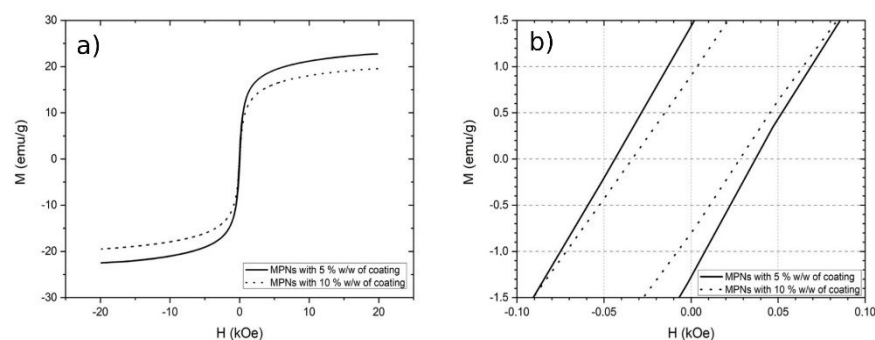 a)
30
20
10
0
-10
-20
-30
M (emu/g)
-20 -10 0 10 20
H (kOe)
MPNs with 5 % w/w of coating
MPNs with 10 % w/w of coating
b)
1.5
1.0
0.5
0.0
-0.5
-1.0
-1.5
M (emu/g)
-0.10 -0.05 0.00 0.05 0.10
H (kOe)
MPNs with 5 % w/w of coating
MPNs with 10 % w/w of coating